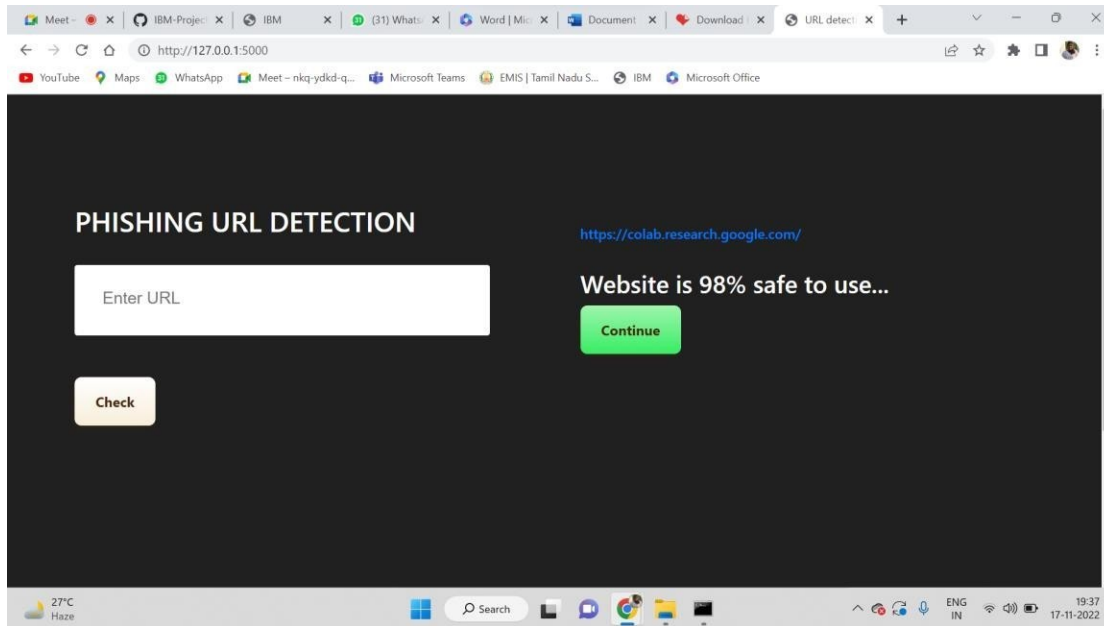 Meet -
IBM-Projec
IBM
(31) Whats
Word | Mic
Document
Download
URL detect
http://127.0.0.1:5000
YouTube
Maps
WhatsApp
Meet – nkq-ydkd-q...
Microsoft Teams
EMIS | Tamil Nadu S...
IBM
Microsoft Office
PHISHING URL DETECTION
Enter URL
Check
https://colab.research.google.com/
Website is 98% safe to use...
Continue
27°C
Haze
Search
ENG
IN
19:37
17-11-2022